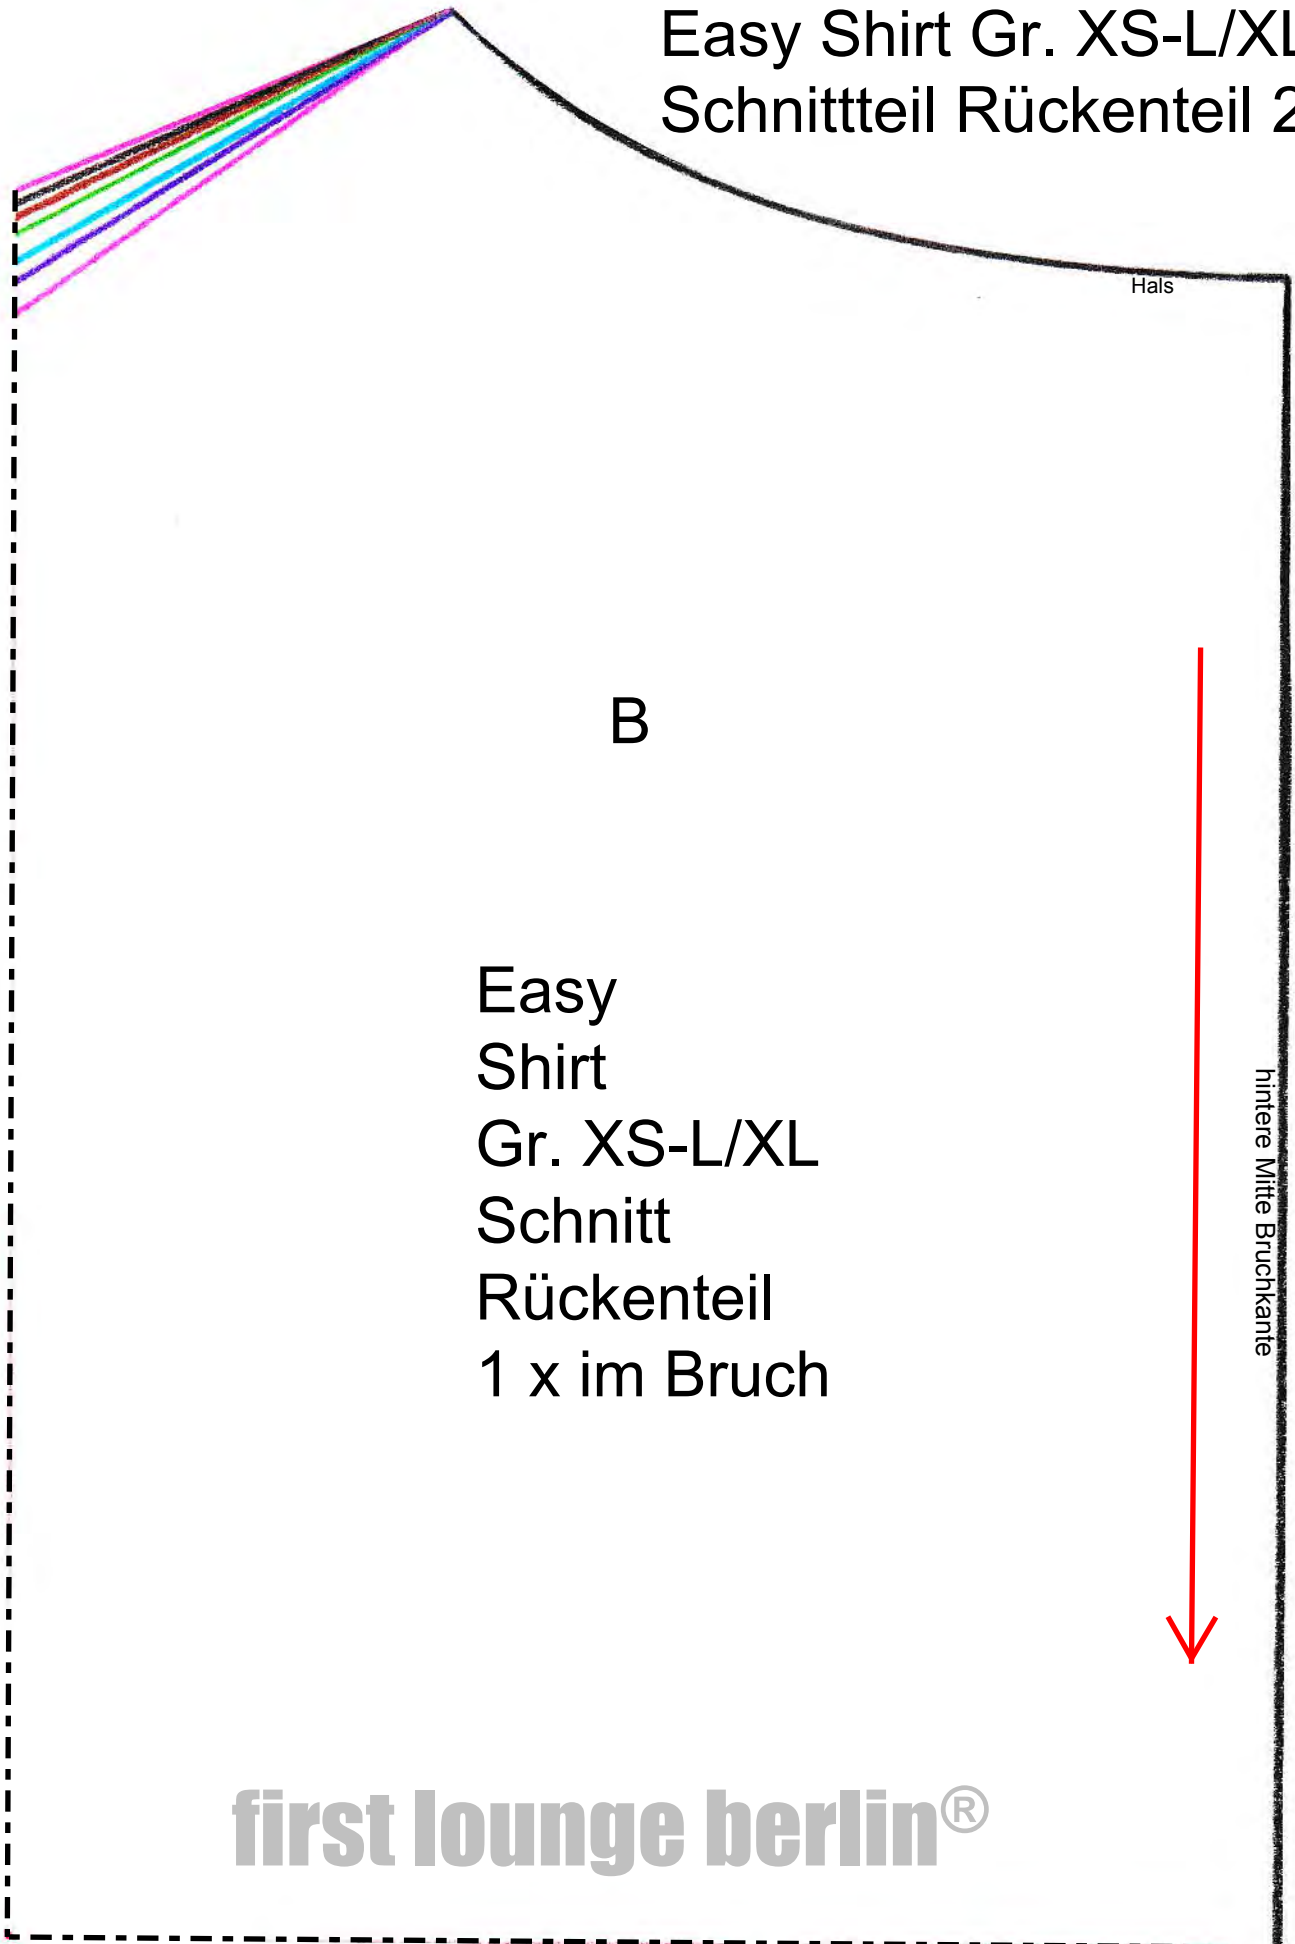 Easy Shirt Gr. XS-L/XL
Schnittteil Rückenteil 2
Hals
B
Easy
Shirt
Gr. XS-L/XL
Schnitt
Rückenteil
1 x im Bruch
hintere Mitte Bruchkante
first lounge berlin®